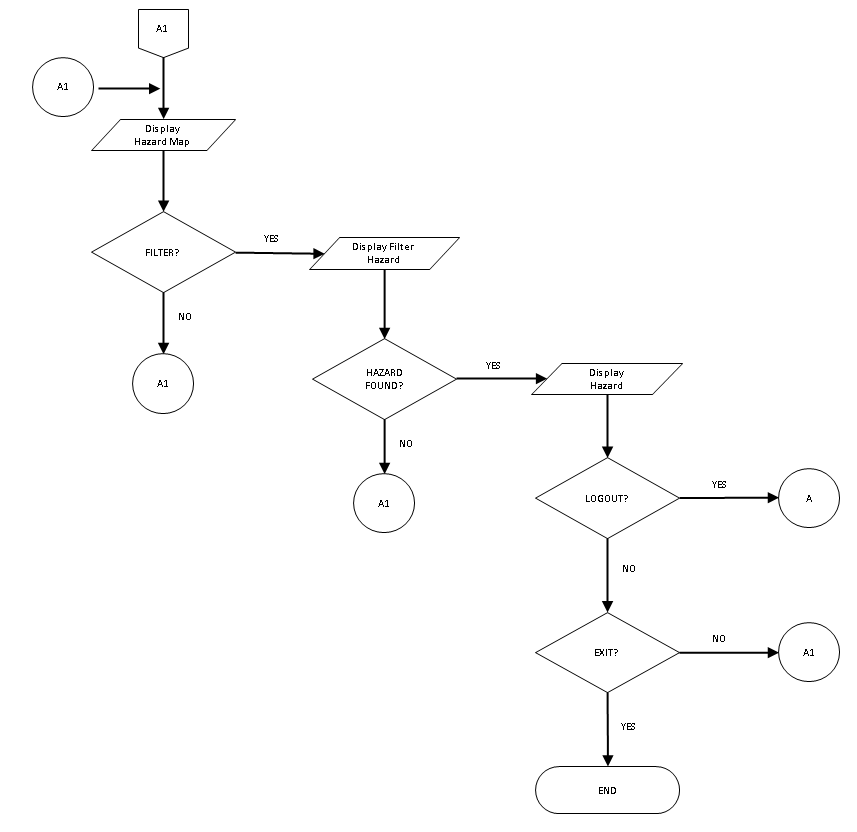 A1
A1
Display
Hazard Map
FILTER?
YES
Display Filter
Hazard
NO
A1
HAZARD
FOUND?
YES
Display
Hazard
NO
A1
LOGOUT?
YES
A
NO
EXIT?
NO
A1
YES
END